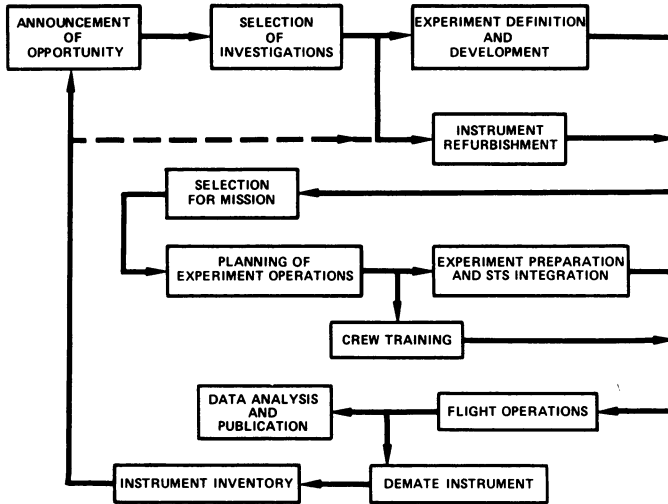 ANNOUNCEMENT
OF
OPPORTUNITY
SELECTION
OF
INVESTIGATIONS
EXPERIMENT DEFINITION
AND
DEVELOPMENT
INSTRUMENT
REFURBISHMENT
SELECTION
FOR MISSION
PLANNING OF
EXPERIMENT OPERATIONS
EXPERIMENT PREPARATION
AND STS INTEGRATION
CREW TRAINING
DATA ANALYSIS
AND
PUBLICATION
FLIGHT OPERATIONS
INSTRUMENT INVENTORY
DEMATE INSTRUMENT